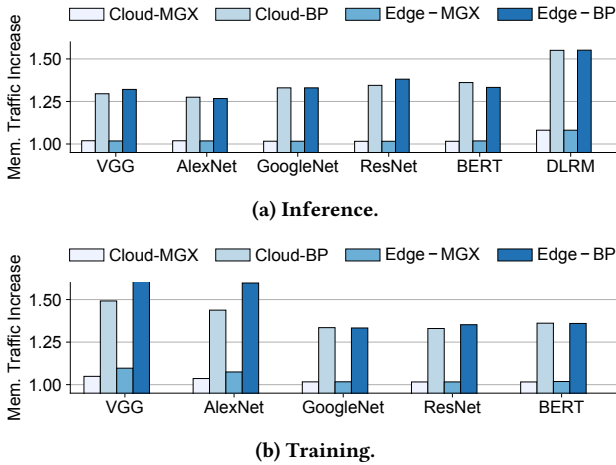 Cloud-MGX Cloud-BP Edge-MGX Edge-BP
Mem. Traffic Increase
1.50
1.25
1.00
VGG AlexNet GoogleNet ResNet BERT DLRM
(a) Inference.
Cloud-MGX Cloud-BP Edge-MGX Edge-BP
Mem. Traffic Increase
1.50
1.25
1.00
VGG AlexNet GoogleNet ResNet BERT
(b) Training.